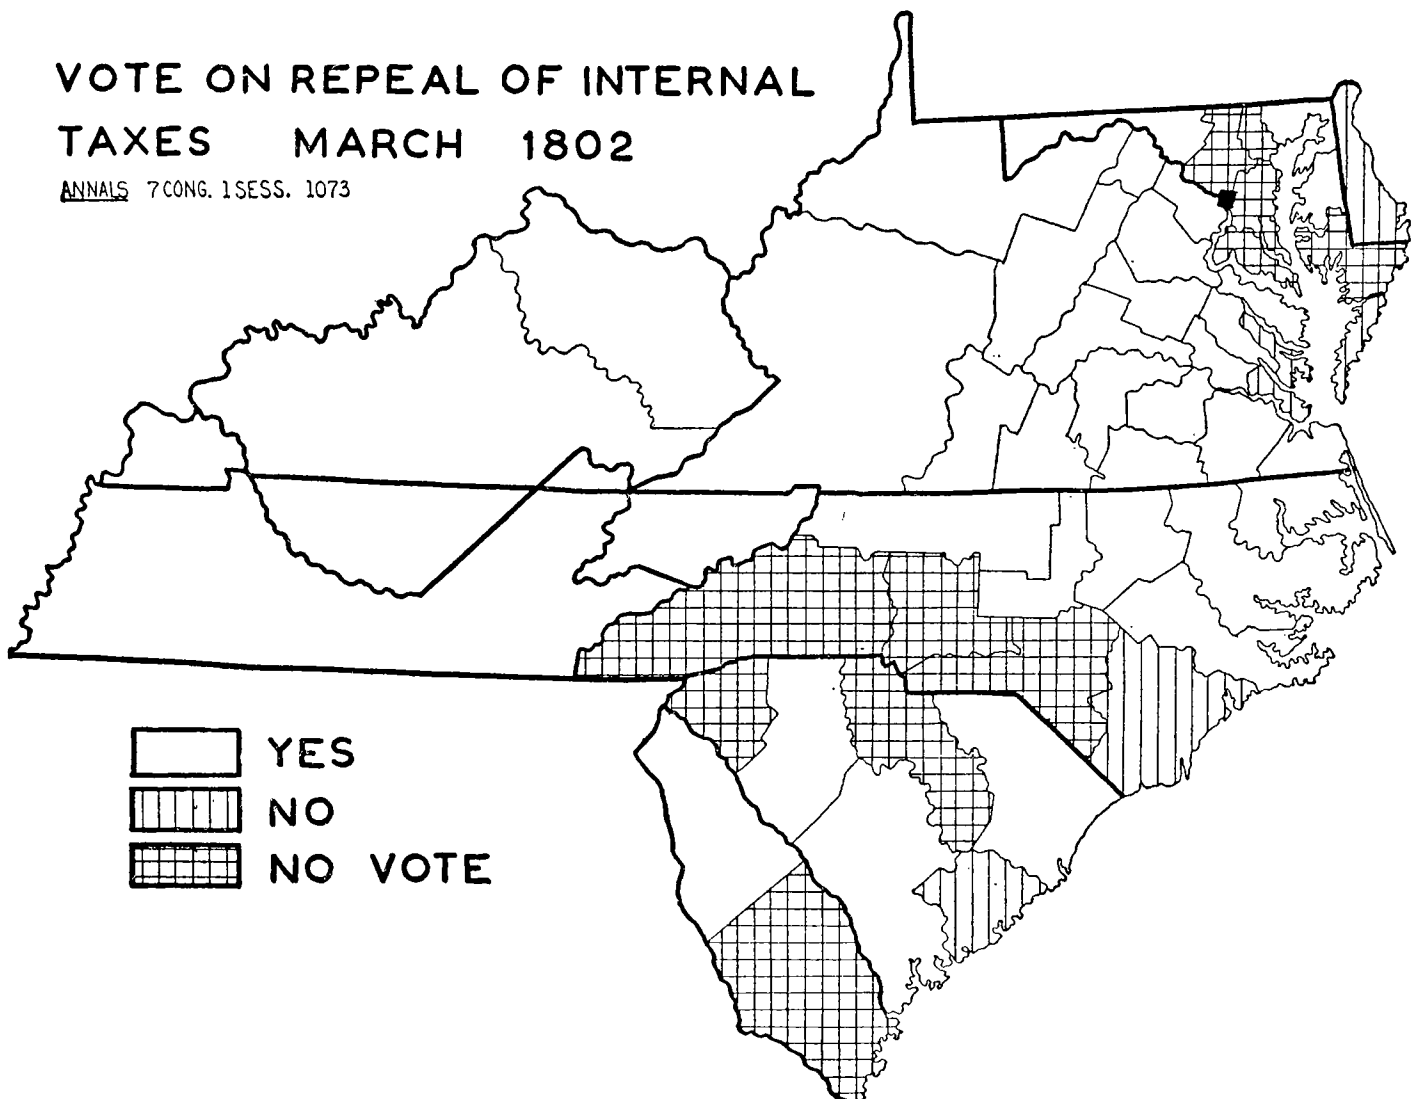 VOTE ON REPEAL OF INTERNAL
TAXES MARCH 1802
ANNALS 7 CONG. 1 SESS. 1073
YES
NO
NO VOTE